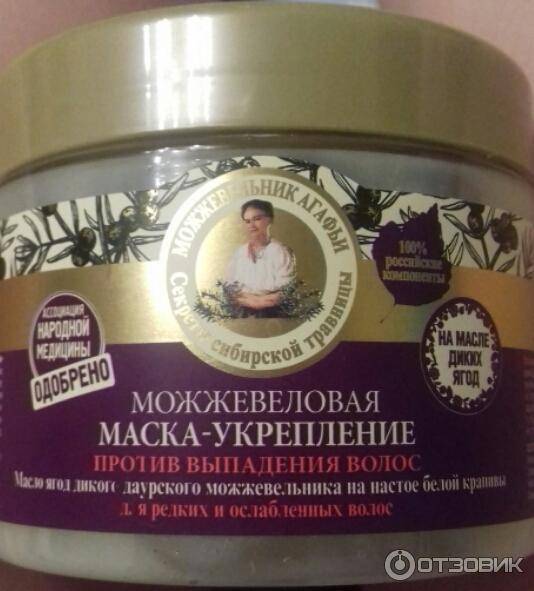 МОЖЖЕВЕЛЬНИК АГАФЬИ
Секреты сибирской травницы
100%
российские
компоненты
АССОЦИАЦИЯ
НАРОДНОЙ
МЕДИЦИНЫ
ОДОБРЕНО
НА МАСЛЕ
ДИКИХ
ЯГОД
МОЖЖЕВЕЛОВАЯ
МАСКА-УКРЕПЛЕНИЕ
ПРОТИВ ВЫПАДЕНИЯ ВОЛОС
Масло ягод дикого даурского можжевельника на настое белой крапивы
для редких и ослабленных волос
ОТЗОВИК